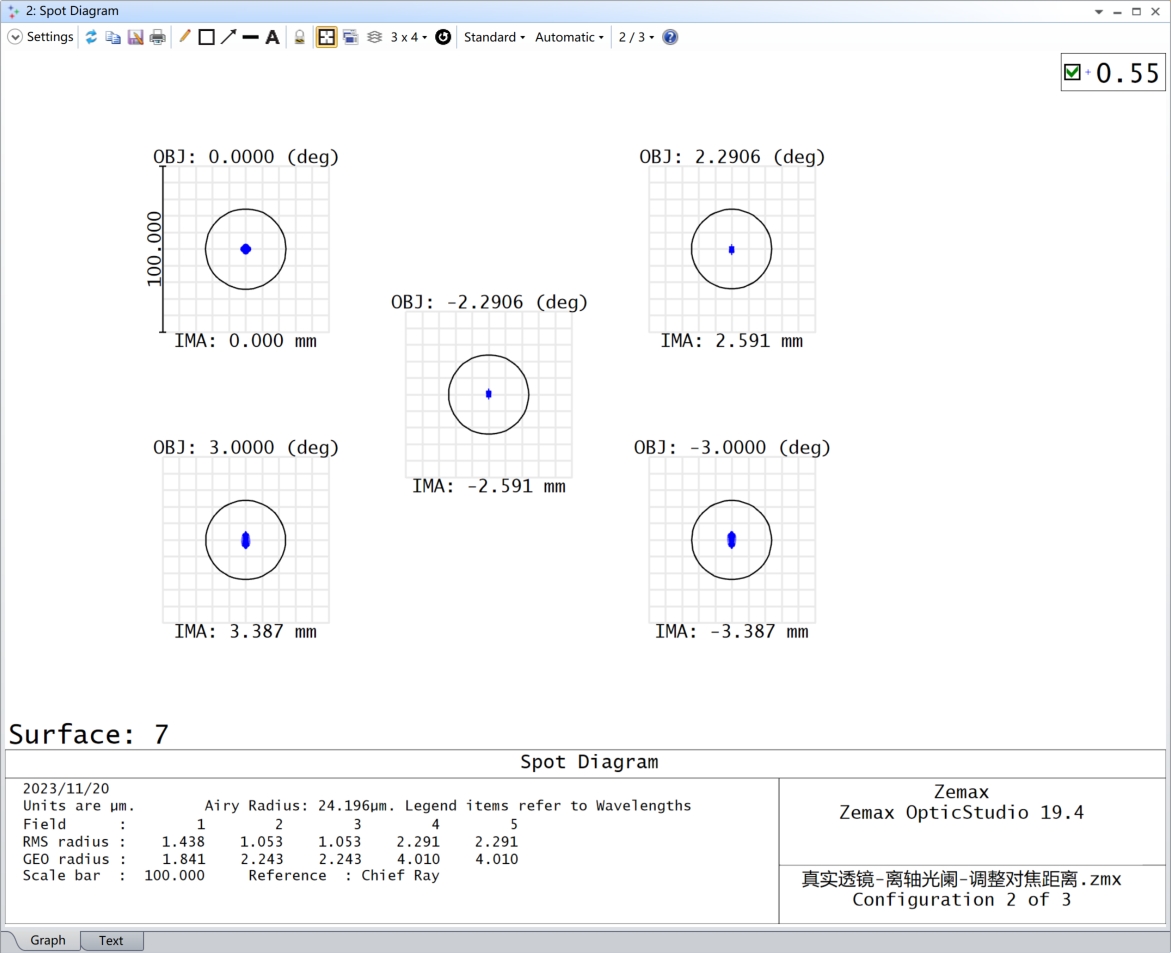 2: Spot Diagram
Settings
3 x 4
Standard
Automatic
2 / 3
0.55
OBJ: 0.0000 (deg)
100.000
IMA: 0.000 mm
OBJ: 2.2906 (deg)
IMA: 2.591 mm
OBJ: -2.2906 (deg)
IMA: -2.591 mm
OBJ: 3.0000 (deg)
IMA: 3.387 mm
OBJ: -3.0000 (deg)
IMA: -3.387 mm
Surface: 7
Spot Diagram
2023/11/20
Units are µm. Airy Radius: 24.196µm. Legend items refer to Wavelengths
Field : 1 2 3 4 5
RMS radius : 1.438 1.053 1.053 2.291 2.291
GEO radius : 1.841 2.243 2.243 4.010 4.010
Scale bar : 100.000 Reference : Chief Ray
Zemax
Zemax OpticStudio 19.4
真实透镜-离轴光阑-调整对焦距离.zmx
Configuration 2 of 3
Graph
Text